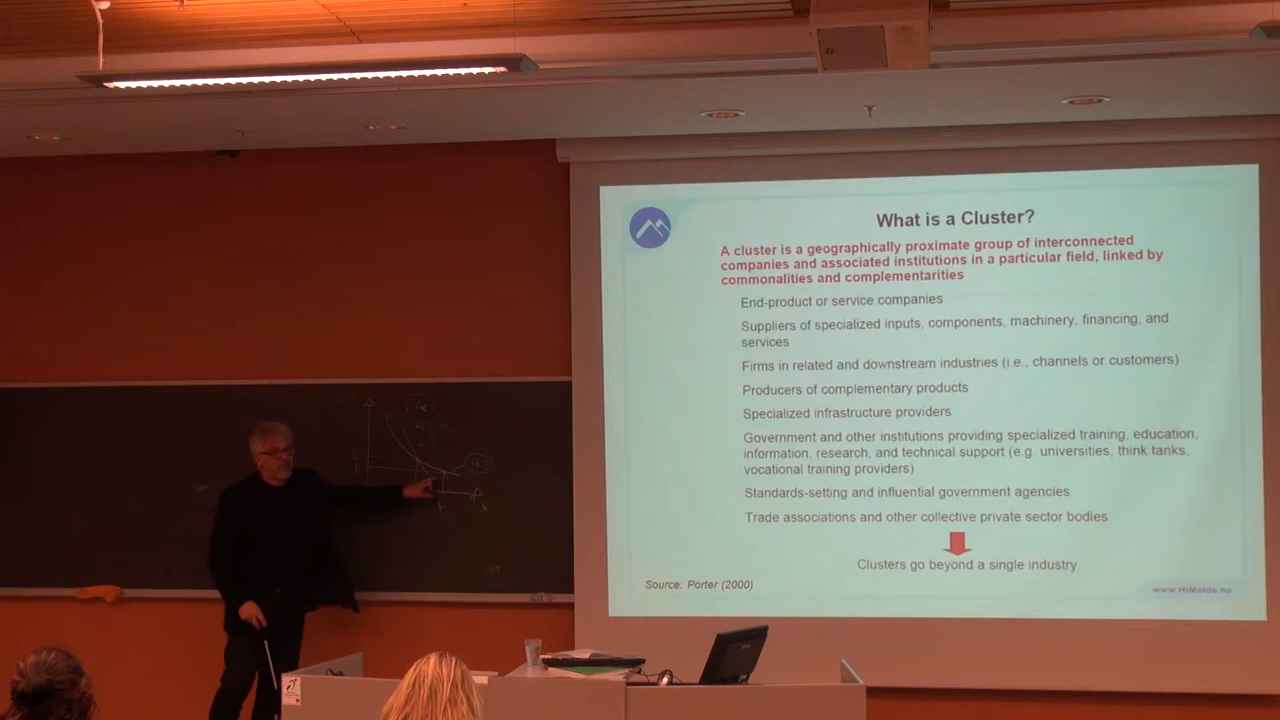 What is a Cluster?
A cluster is a geographically proximate group of interconnected
companies and associated institutions in a particular field, linked by
commonalities and complementarities
End-product or service companies
Suppliers of specialized inputs, components, machinery, financing, and
services
Firms in related and downstream industries (i.e., channels or customers)
Producers of complementary products
Specialized infrastructure providers
Government and other institutions providing specialized training, education,
information, research, and technical support (e.g. universities, think tanks,
vocational training providers)
Standards-setting and influential government agencies
Trade associations and other collective private sector bodies
Clusters go beyond a single industry
Source: Porter (2000)
www.HiMolde.no